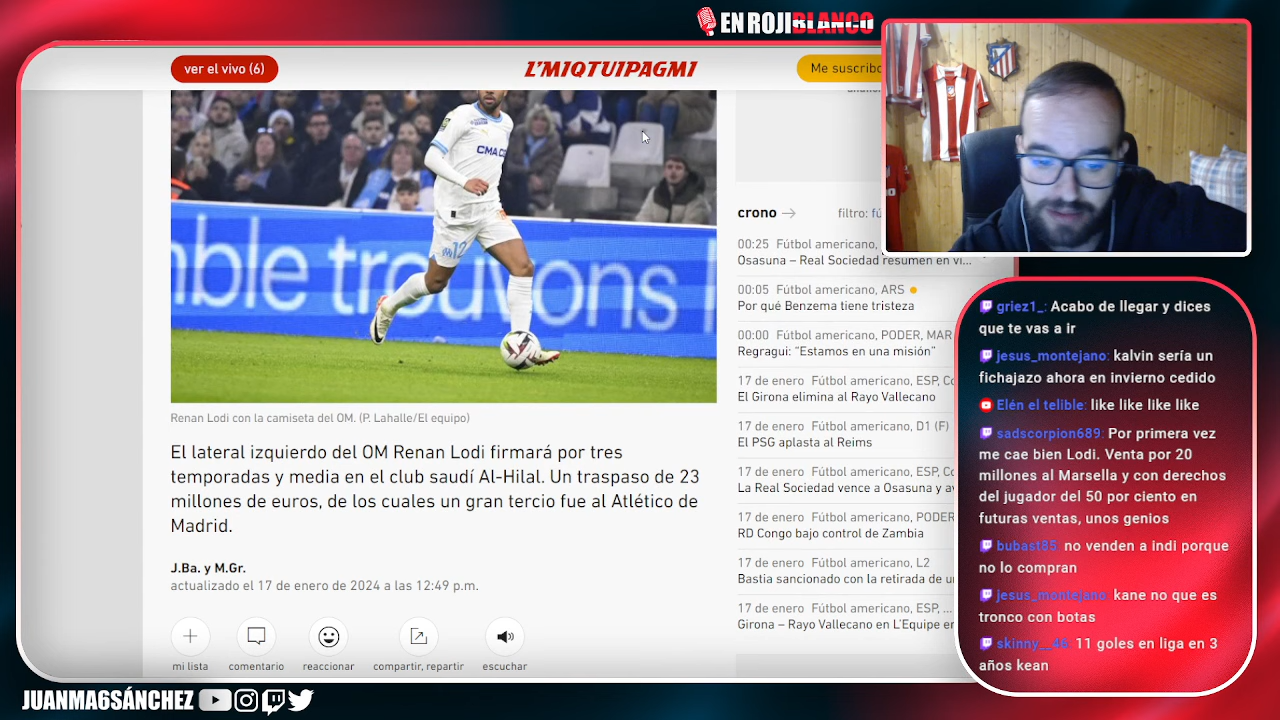 EN ROJIBLANCO
ver el vivo (6)
L'MIQTUIPAGMI
Me suscribo
CMA
12
mble trouvons l
Renan Lodi con la camiseta del OM. (P. Lahalle/El equipo)
El lateral izquierdo del OM Renan Lodi firmará por tres
temporadas y media en el club saudí Al-Hilal. Un traspaso de 23
millones de euros, de los cuales un gran tercio fue al Atlético de
Madrid.
J.Ba. y M.Gr.
actualizado el 17 de enero de 2024 a las 12:49 p.m.
mi lista
comentario
reaccionar
compartir, repartir
escuchar
crono
filtro: fú
00:25 Fútbol americano,
Osasuna – Real Sociedad resumen en vi...
00:05 Fútbol americano, ARS
Por qué Benzema tiene tristeza
00:00 Fútbol americano, PODER, MAR
Regragui: “Estamos en una misión”
17 de enero Fútbol americano, ESP, Co
El Girona elimina al Rayo Vallecano
17 de enero Fútbol americano, D1 (F)
El PSG aplasta al Reims
17 de enero Fútbol americano, ESP, Co
La Real Sociedad vence a Osasuna y av
17 de enero Fútbol americano, PODER
RD Congo bajo control de Zambia
17 de enero Fútbol americano, L2
Bastia sancionado con la retirada de u
17 de enero Fútbol americano, ESP, ...
Girona – Rayo Vallecano en L’Equipe en
griez1_: Acabo de llegar y dices
que te vas a ir
jesus_montejano: kalvin sería un
fichajazo ahora en invierno cedido
Elén el telible: like like like like
sadscorpion689: Por primera vez
me cae bien Lodi. Venta por 20
millones al Marsella y con derechos
del jugador del 50 por ciento en
futuras ventas, unos genios
bubast85: no venden a indi porque
no lo compran
jesus_montejano: kane no que es
tronco con botas
skinny__46: 11 goles en liga en 3
años kean
JUANMA6SÁNCHEZ